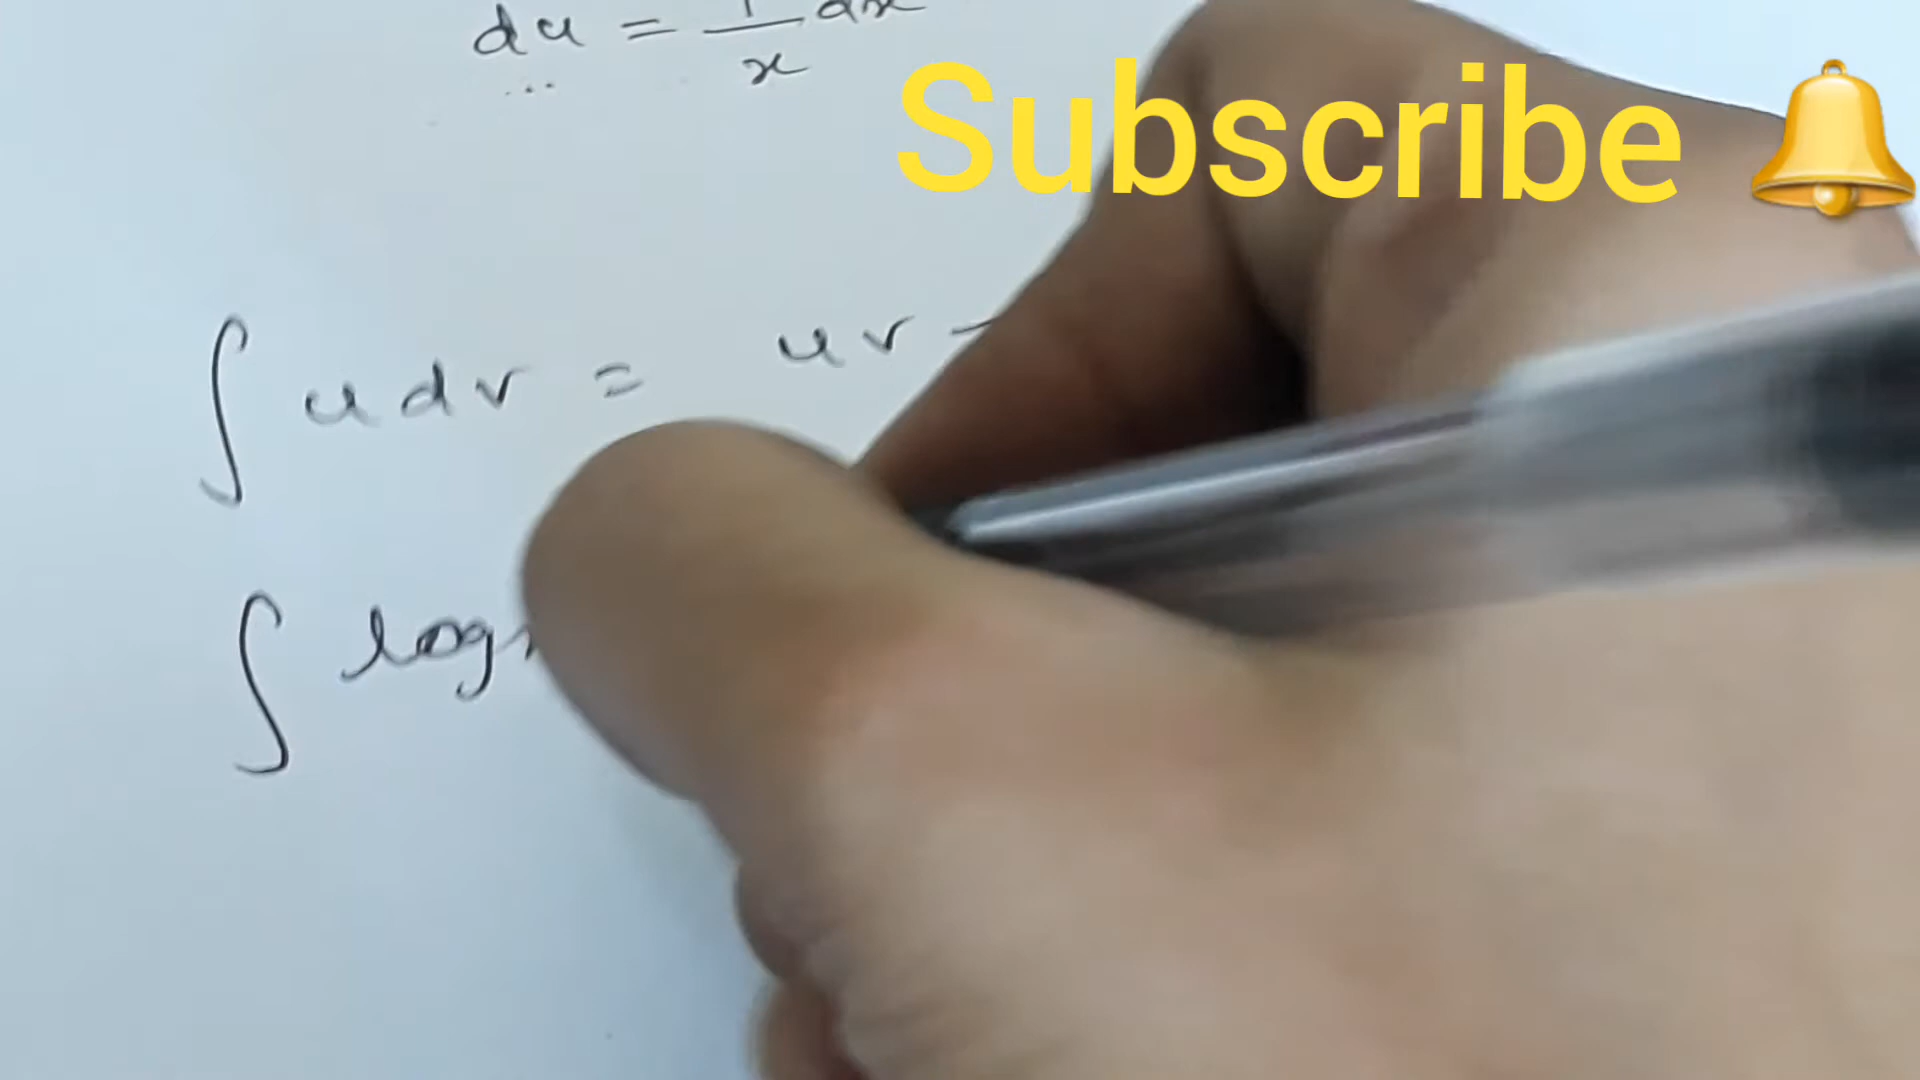 du = 1/x dx
Subscribe 🔔
∫ u dv = uv -
∫ log